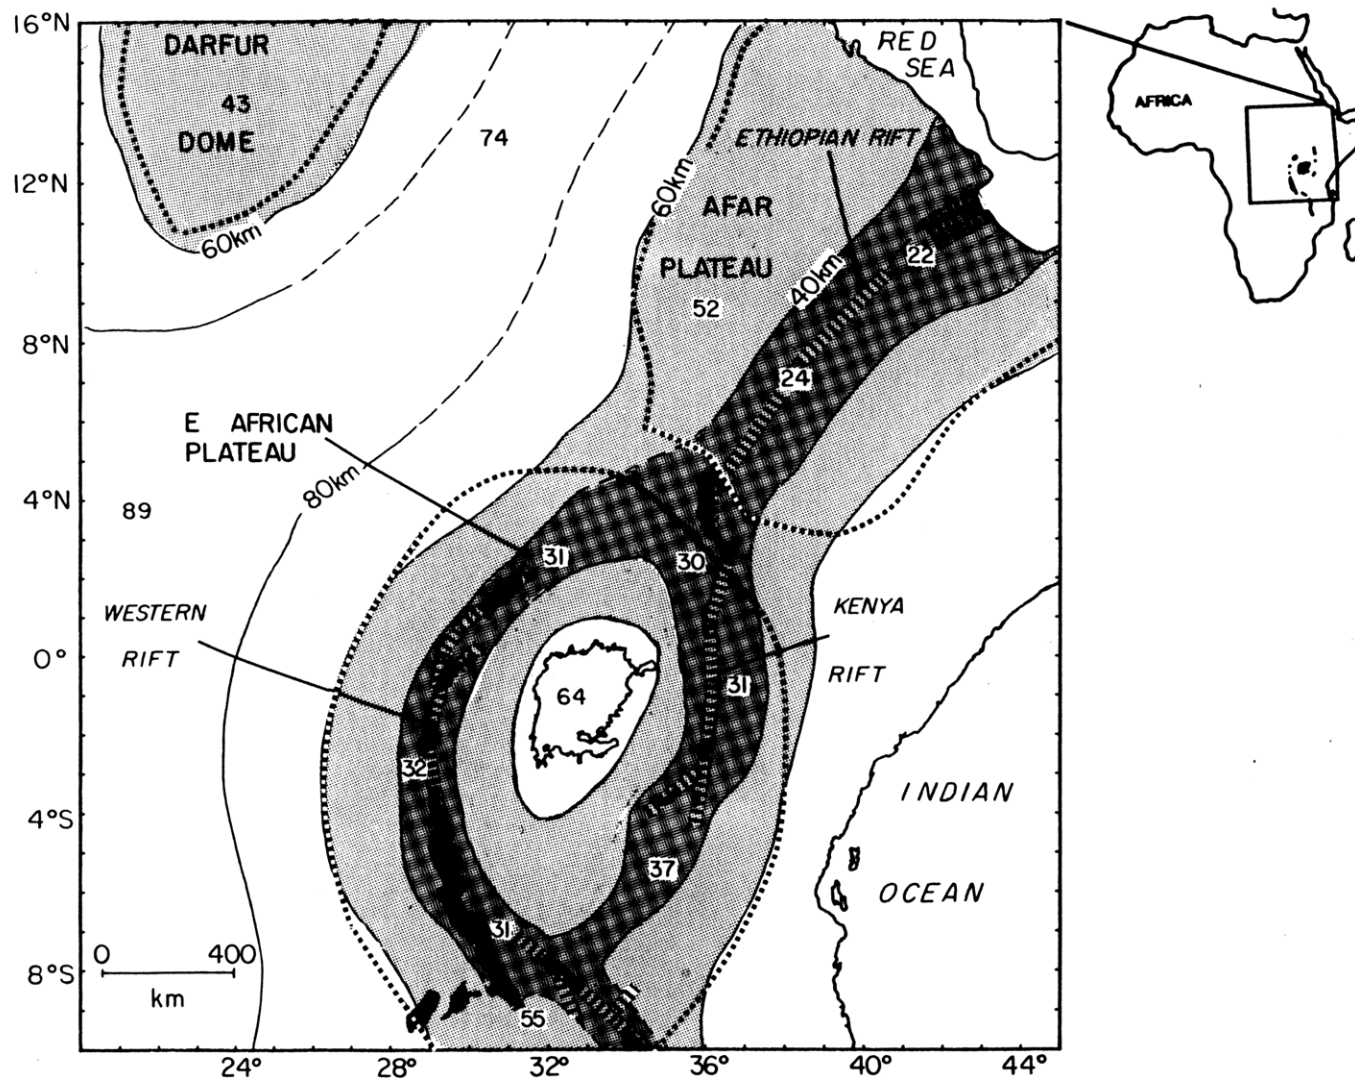 16°N
12°N
8°N
4°N
0°
4°S
8°S
24°
28°
32°
36°
40°
44°
DARFUR
43
DOME
60km
74
RED
SEA
ETHIOPIAN RIFT
60km
AFAR
PLATEAU
52
40km
22
24
E AFRICAN
PLATEAU
80km
89
31
30
WESTERN
RIFT
KENYA
RIFT
64
31
32
37
31
55
INDIAN
OCEAN
0 400
km
AFRICA